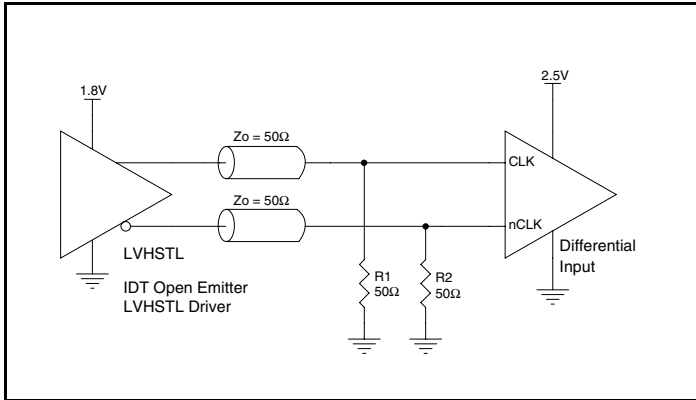 1.8V
2.5V
Zo = 50Ω
CLK
Zo = 50Ω
nCLK
LVHSTL
Differential
Input
IDT Open Emitter
LVHSTL Driver
R1
50Ω
R2
50Ω